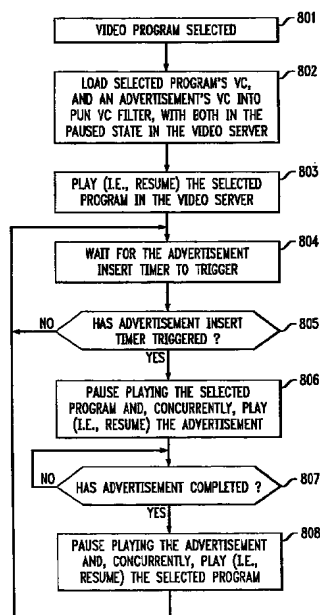 801
VIDEO PROGRAM SELECTED
802
LOAD SELECTED PROGRAM'S VC,
AND AN ADVERTISEMENT'S VC INTO
PUN VC FILTER, WITH BOTH IN THE
PAUSED STATE IN THE VIDEO SERVER
803
PLAY (I.E., RESUME) THE SELECTED
PROGRAM IN THE VIDEO SERVER
804
WAIT FOR THE ADVERTISEMENT
INSERT TIMER TO TRIGGER
805
NO
HAS ADVERTISEMENT INSERT
TIMER TRIGGERED ?
YES
806
PAUSE PLAYING THE SELECTED
PROGRAM AND, CONCURRENTLY, PLAY
(I.E., RESUME) THE ADVERTISEMENT
807
NO
HAS ADVERTISEMENT COMPLETED ?
YES
808
PAUSE PLAYING THE ADVERTISEMENT
AND, CONCURRENTLY, PLAY (I.E.,
RESUME) THE SELECTED PROGRAM